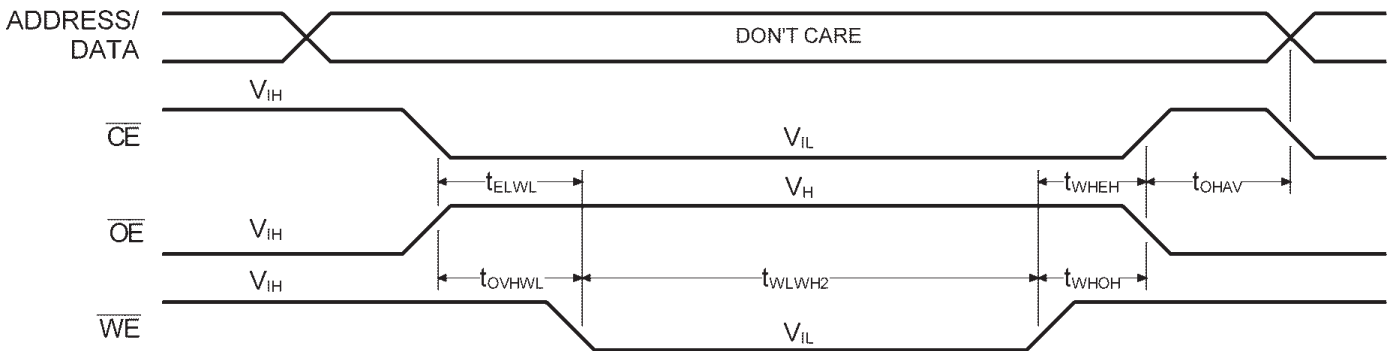 ADDRESS/
DATA
DON'T CARE
VIH
CE
VIL
tELWL
VH
tWHEH
tOHAV
OE
VIH
VIH
tOVHWL
tWLWH2
tWHOH
WE
VIL